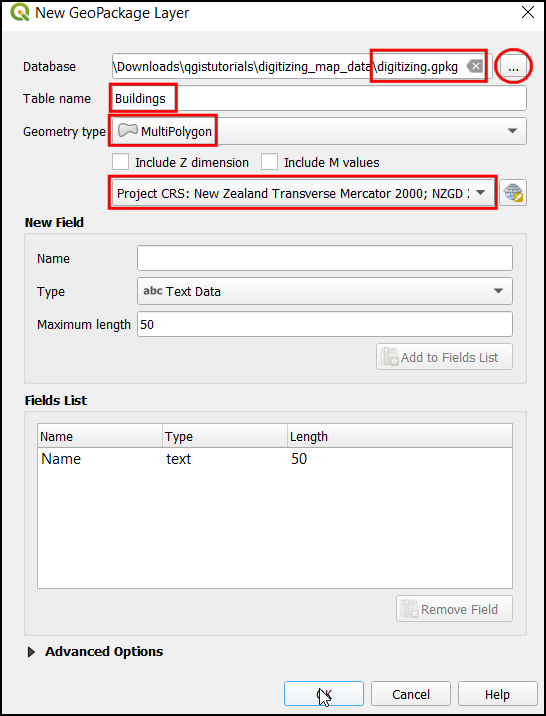 New GeoPackage Layer
Database \Downloads\qgistutorials\digitizing_map_data\digitizing.gpkg ...
Table name Buildings
Geometry type MultiPolygon
Include Z dimension Include M values
Project CRS: New Zealand Transverse Mercator 2000; NZGD
New Field
Name
Type abc Text Data
Maximum length 50
Add to Fields List
Fields List
Name Type Length
Name text 50
Remove Field
Advanced Options
OK Cancel Help